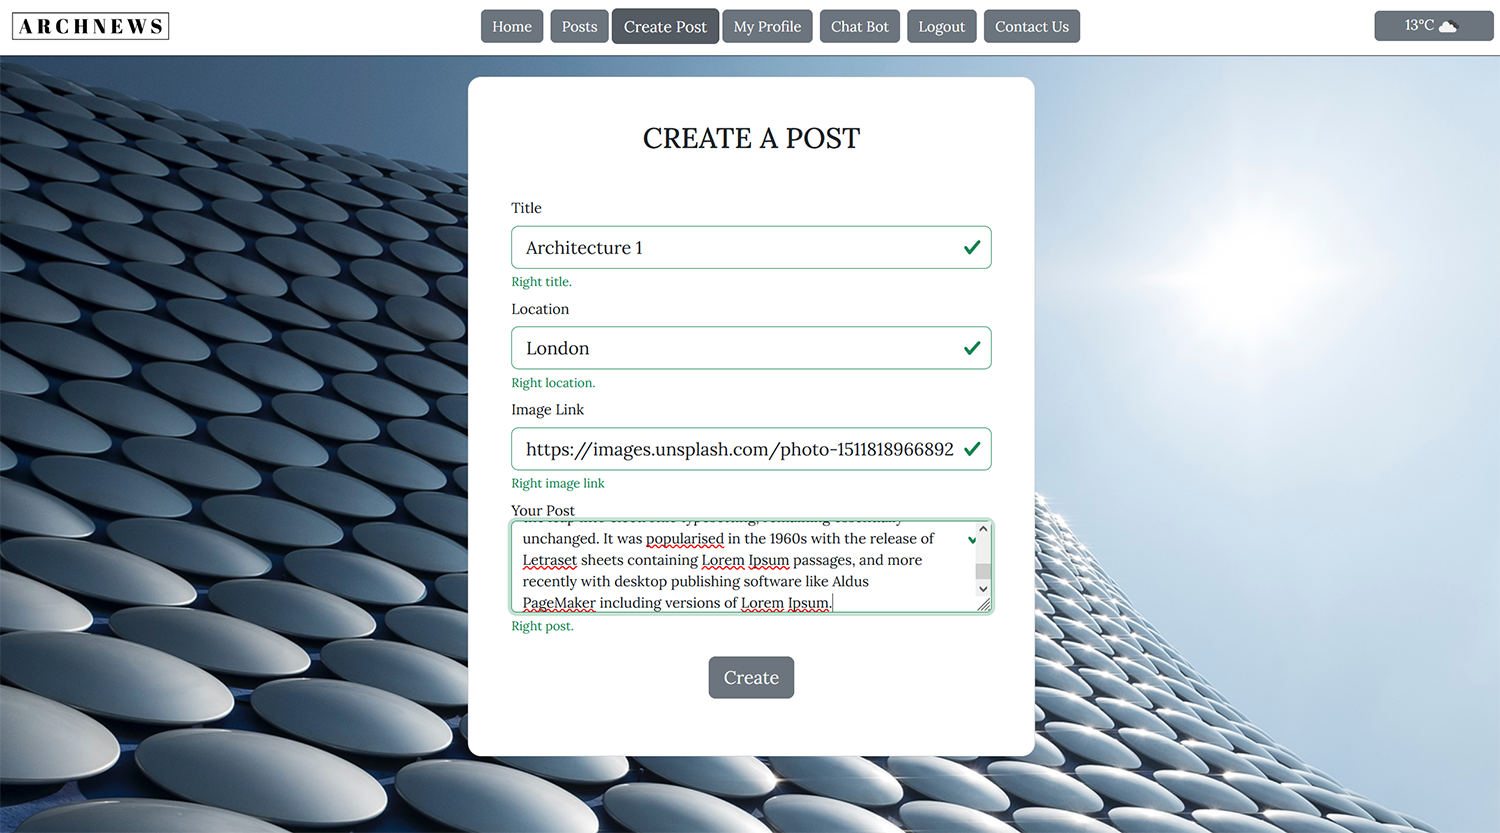 ARCHNEWS
Home Posts Create Post My Profile Chat Bot Logout Contact Us
13°C
CREATE A POST
Title
Architecture 1
Right title.
Location
London
Right location.
Image Link
https://images.unsplash.com/photo-1511818966892
Right image link
Your Post
unchanged. It was popularised in the 1960s with the release of
Letraset sheets containing Lorem Ipsum passages, and more
recently with desktop publishing software like Aldus
PageMaker including versions of Lorem Ipsum.
Right post.
Create